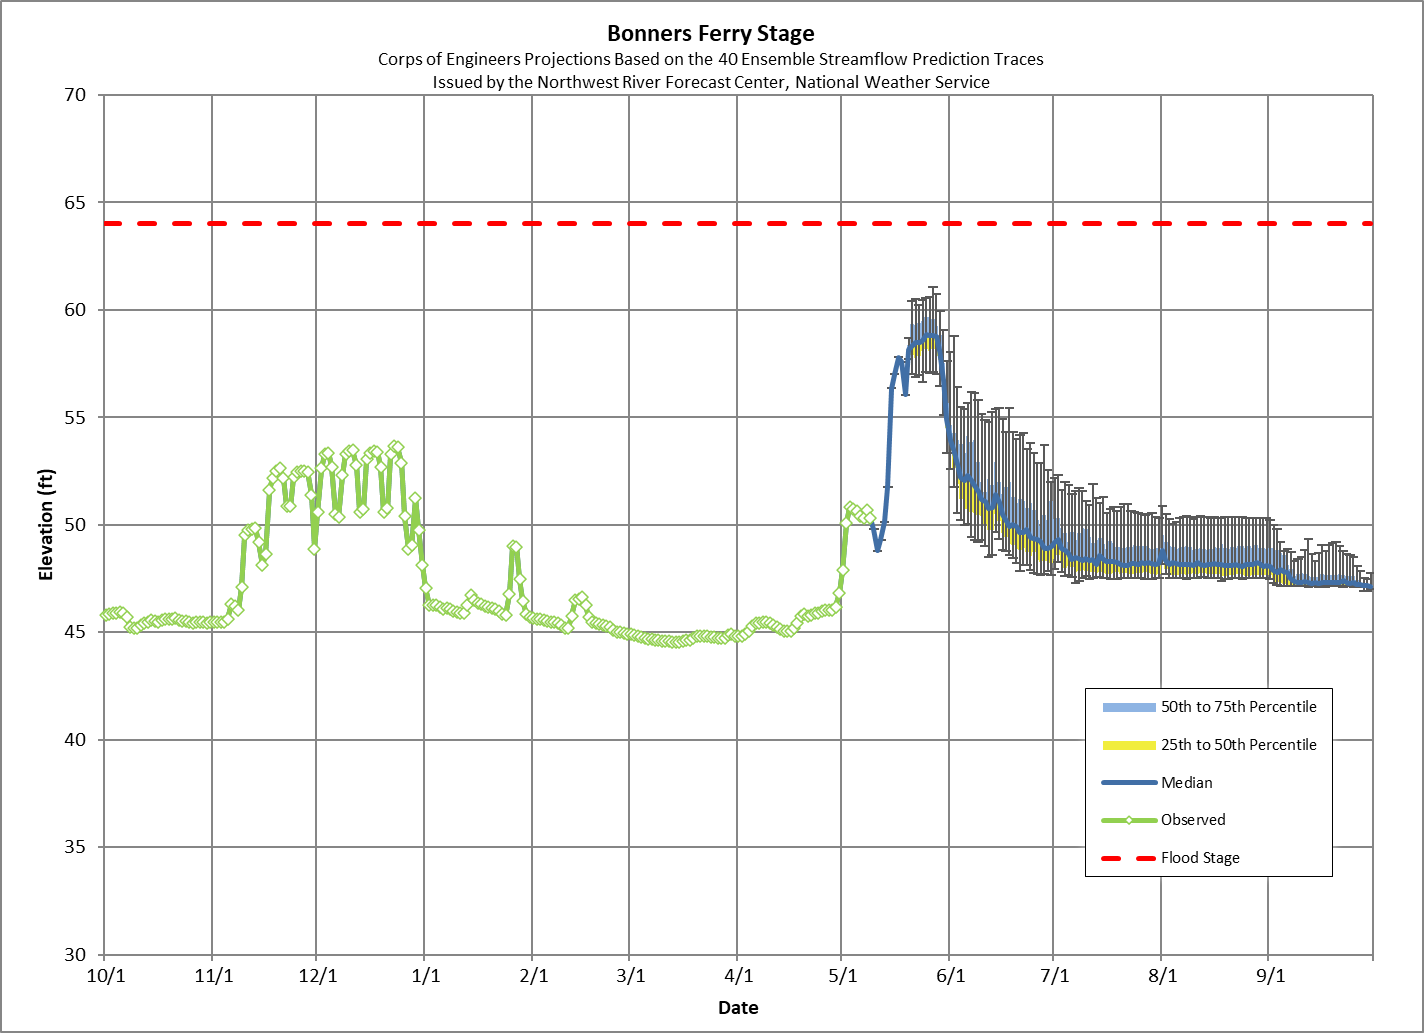 Bonners Ferry Stage
Corps of Engineers Projections Based on the 40 Ensemble Streamflow Prediction Traces
Issued by the Northwest River Forecast Center, National Weather Service
70
65
60
55
50
45
40
35
30
Elevation (ft)
10/1 11/1 12/1 1/1 2/1 3/1 4/1 5/1 6/1 7/1 8/1 9/1
Date
50th to 75th Percentile
25th to 50th Percentile
Median
Observed
Flood Stage